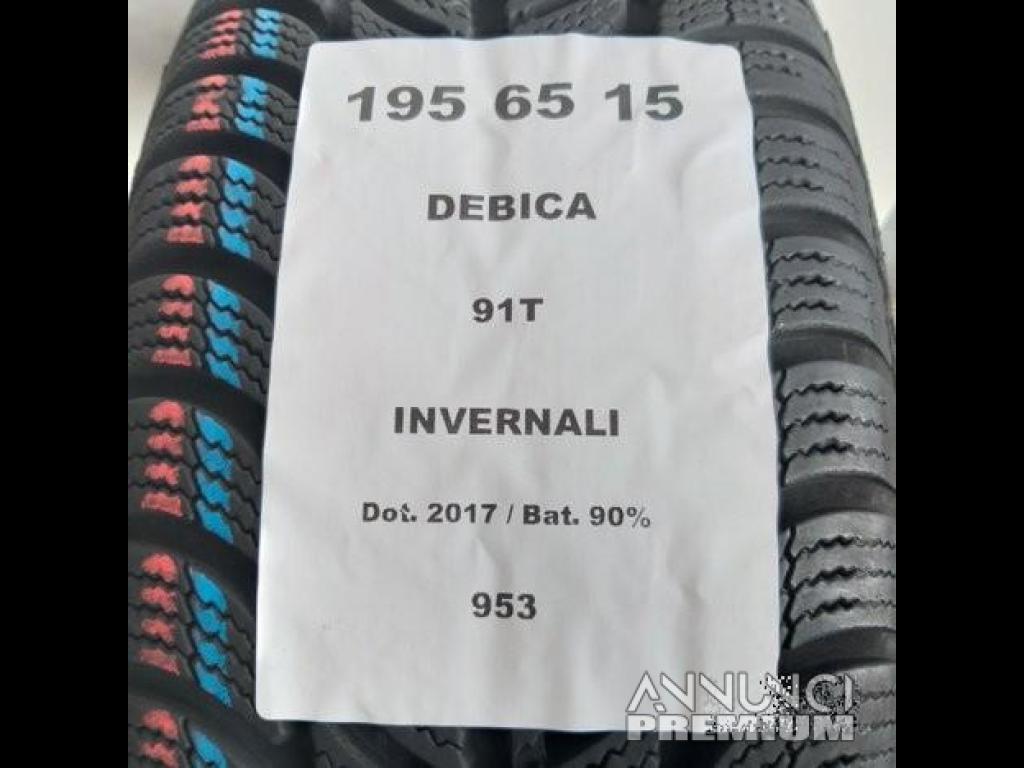 195 65 15
DEBICA
91T
INVERNALI
Dot. 2017 / Bat. 90%
953
ANNUNCI
PREMIUM